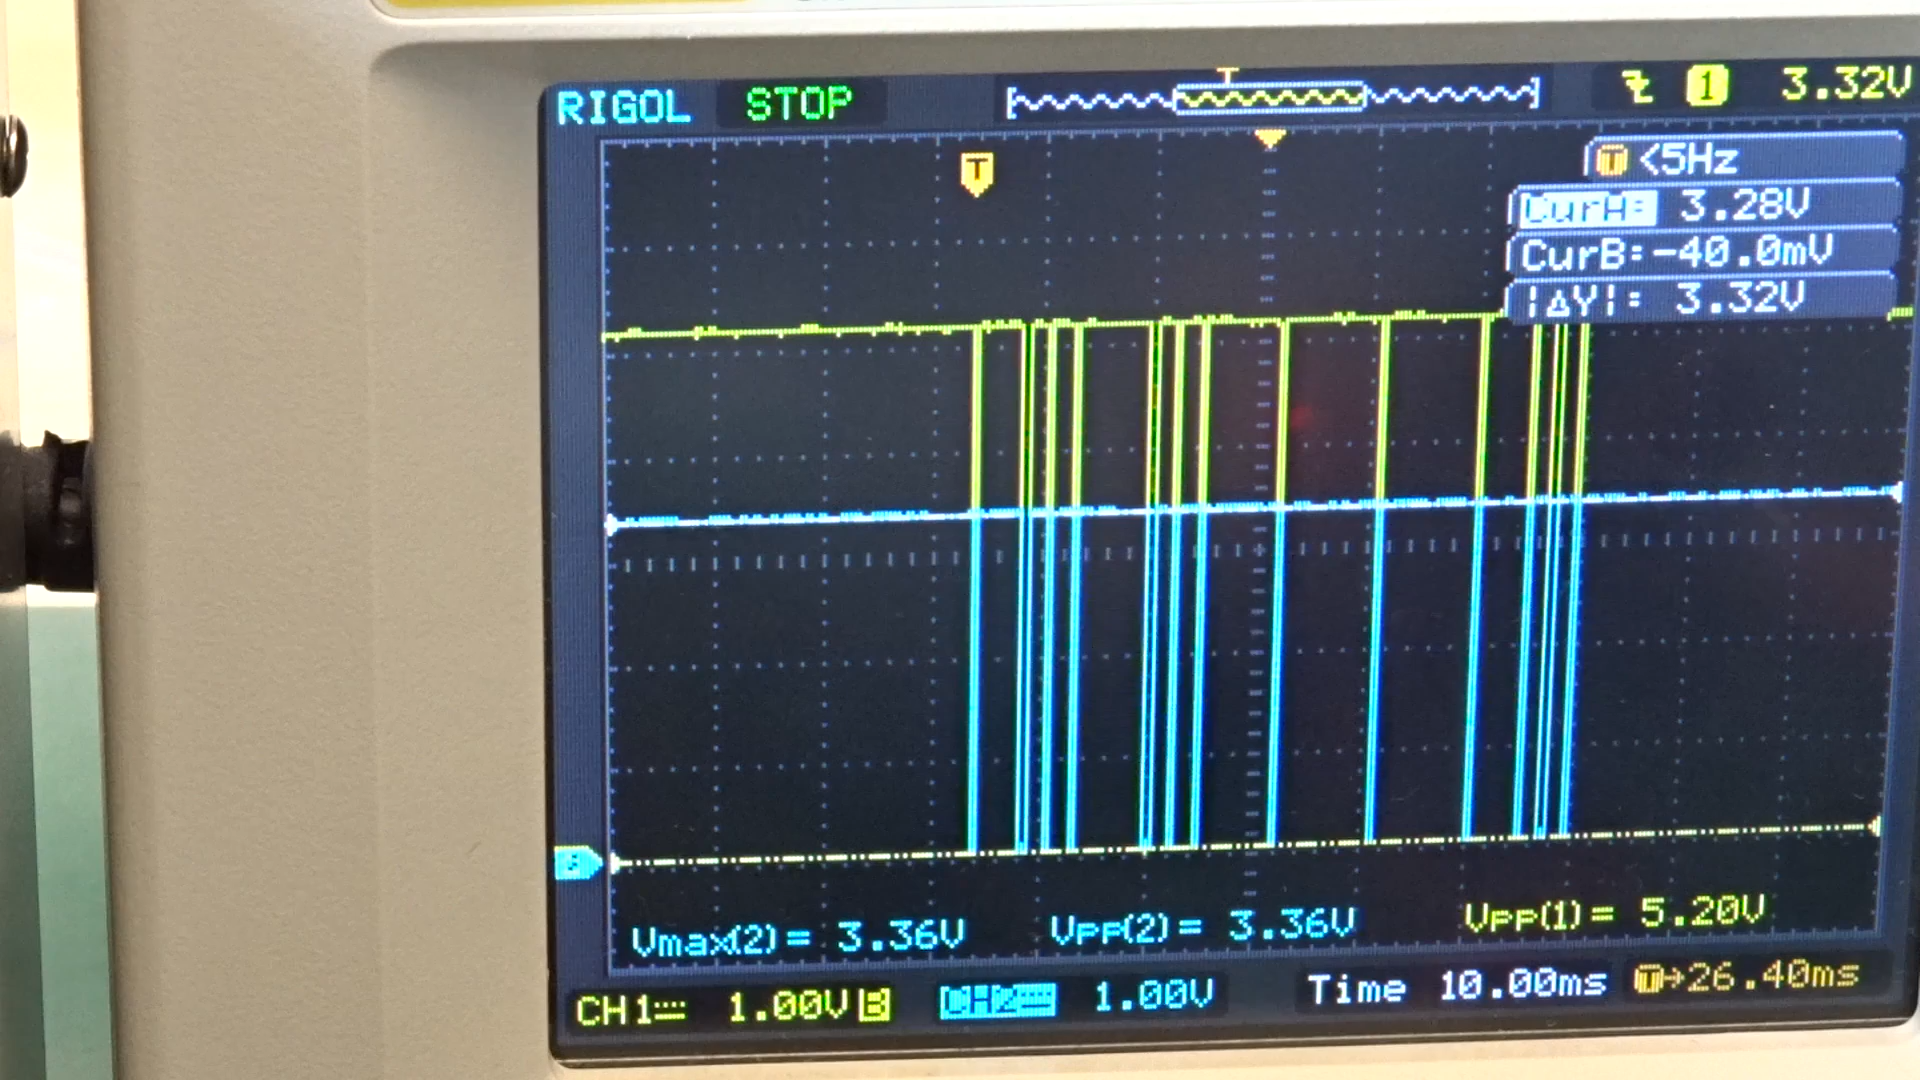 RIGOL STOP T 1 3.32V
T
T <5Hz
CurA: 3.28V
CurB:-40.0mV
|ΔY|: 3.32V
Vmax(2)= 3.36V Vpp(2)= 3.36V Vpp(1)= 5.20V
CH1 1.00V B CH2 1.00V Time 10.00ms T→26.40ms